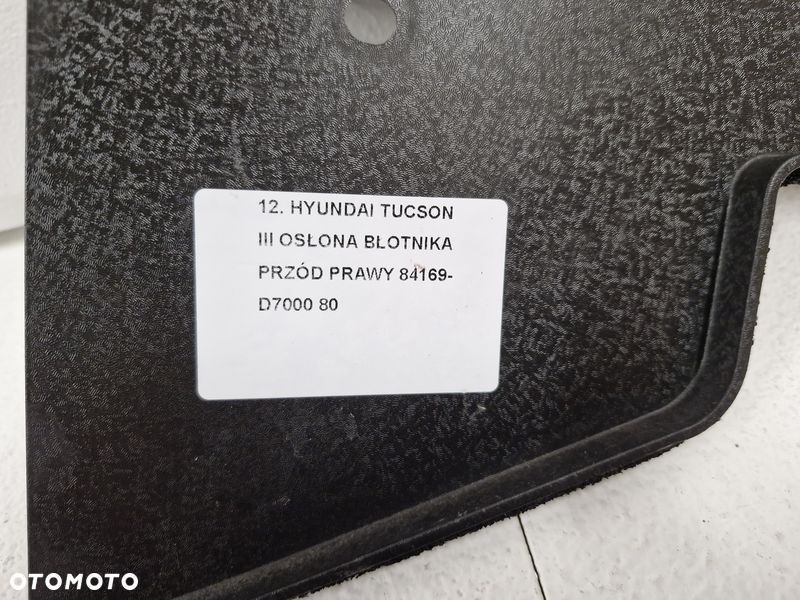 12. HYUNDAI TUCSON
III OSŁONA BŁOTNIKA
PRZÓD PRAWY 84169-
D7000 80
OTOMOTO